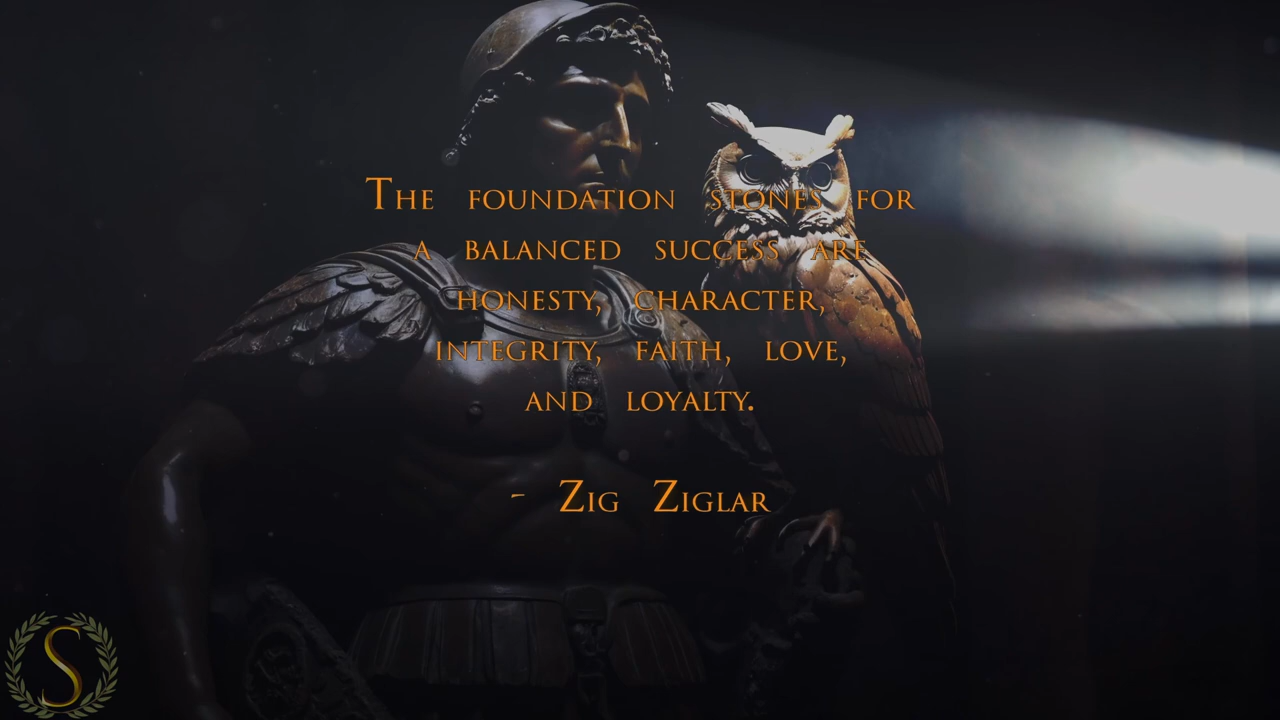 The foundation stones for
a balanced success are
honesty, character,
integrity, faith, love,
and loyalty.
- Zig Ziglar
S